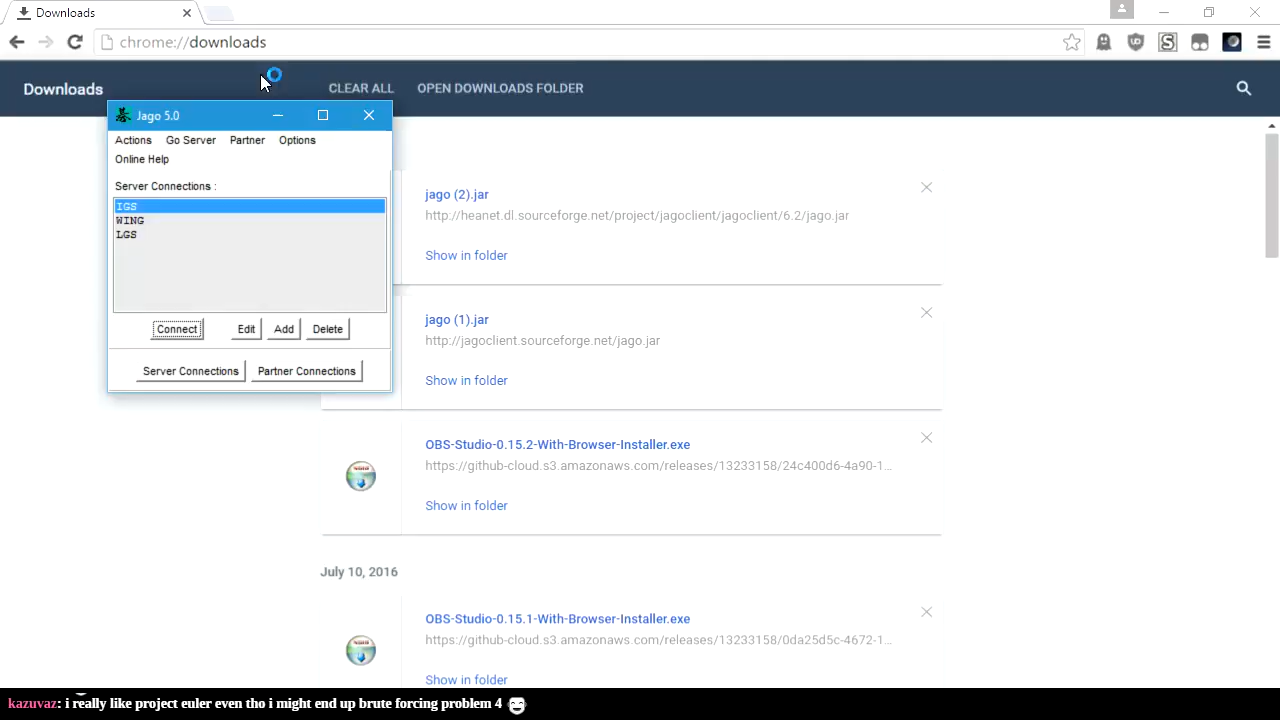 Downloads
chrome://downloads
Downloads
CLEAR ALL
OPEN DOWNLOADS FOLDER
Jago 5.0
Actions
Go Server
Partner
Options
Online Help
Server Connections :
IGS
WING
LGS
Connect
Edit
Add
Delete
Server Connections
Partner Connections
jago (2).jar
http://heanet.dl.sourceforge.net/project/jagoclient/jagoclient/6.2/jago.jar
Show in folder
jago (1).jar
http://jagoclient.sourceforge.net/jago.jar
Show in folder
OBS-Studio-0.15.2-With-Browser-Installer.exe
https://github-cloud.s3.amazonaws.com/releases/13233158/24c400d6-4a90-1...
Show in folder
July 10, 2016
OBS-Studio-0.15.1-With-Browser-Installer.exe
https://github-cloud.s3.amazonaws.com/releases/13233158/0da25d5c-4672-1...
Show in folder
kazuvaz: i really like project euler even tho i might end up brute forcing problem 4